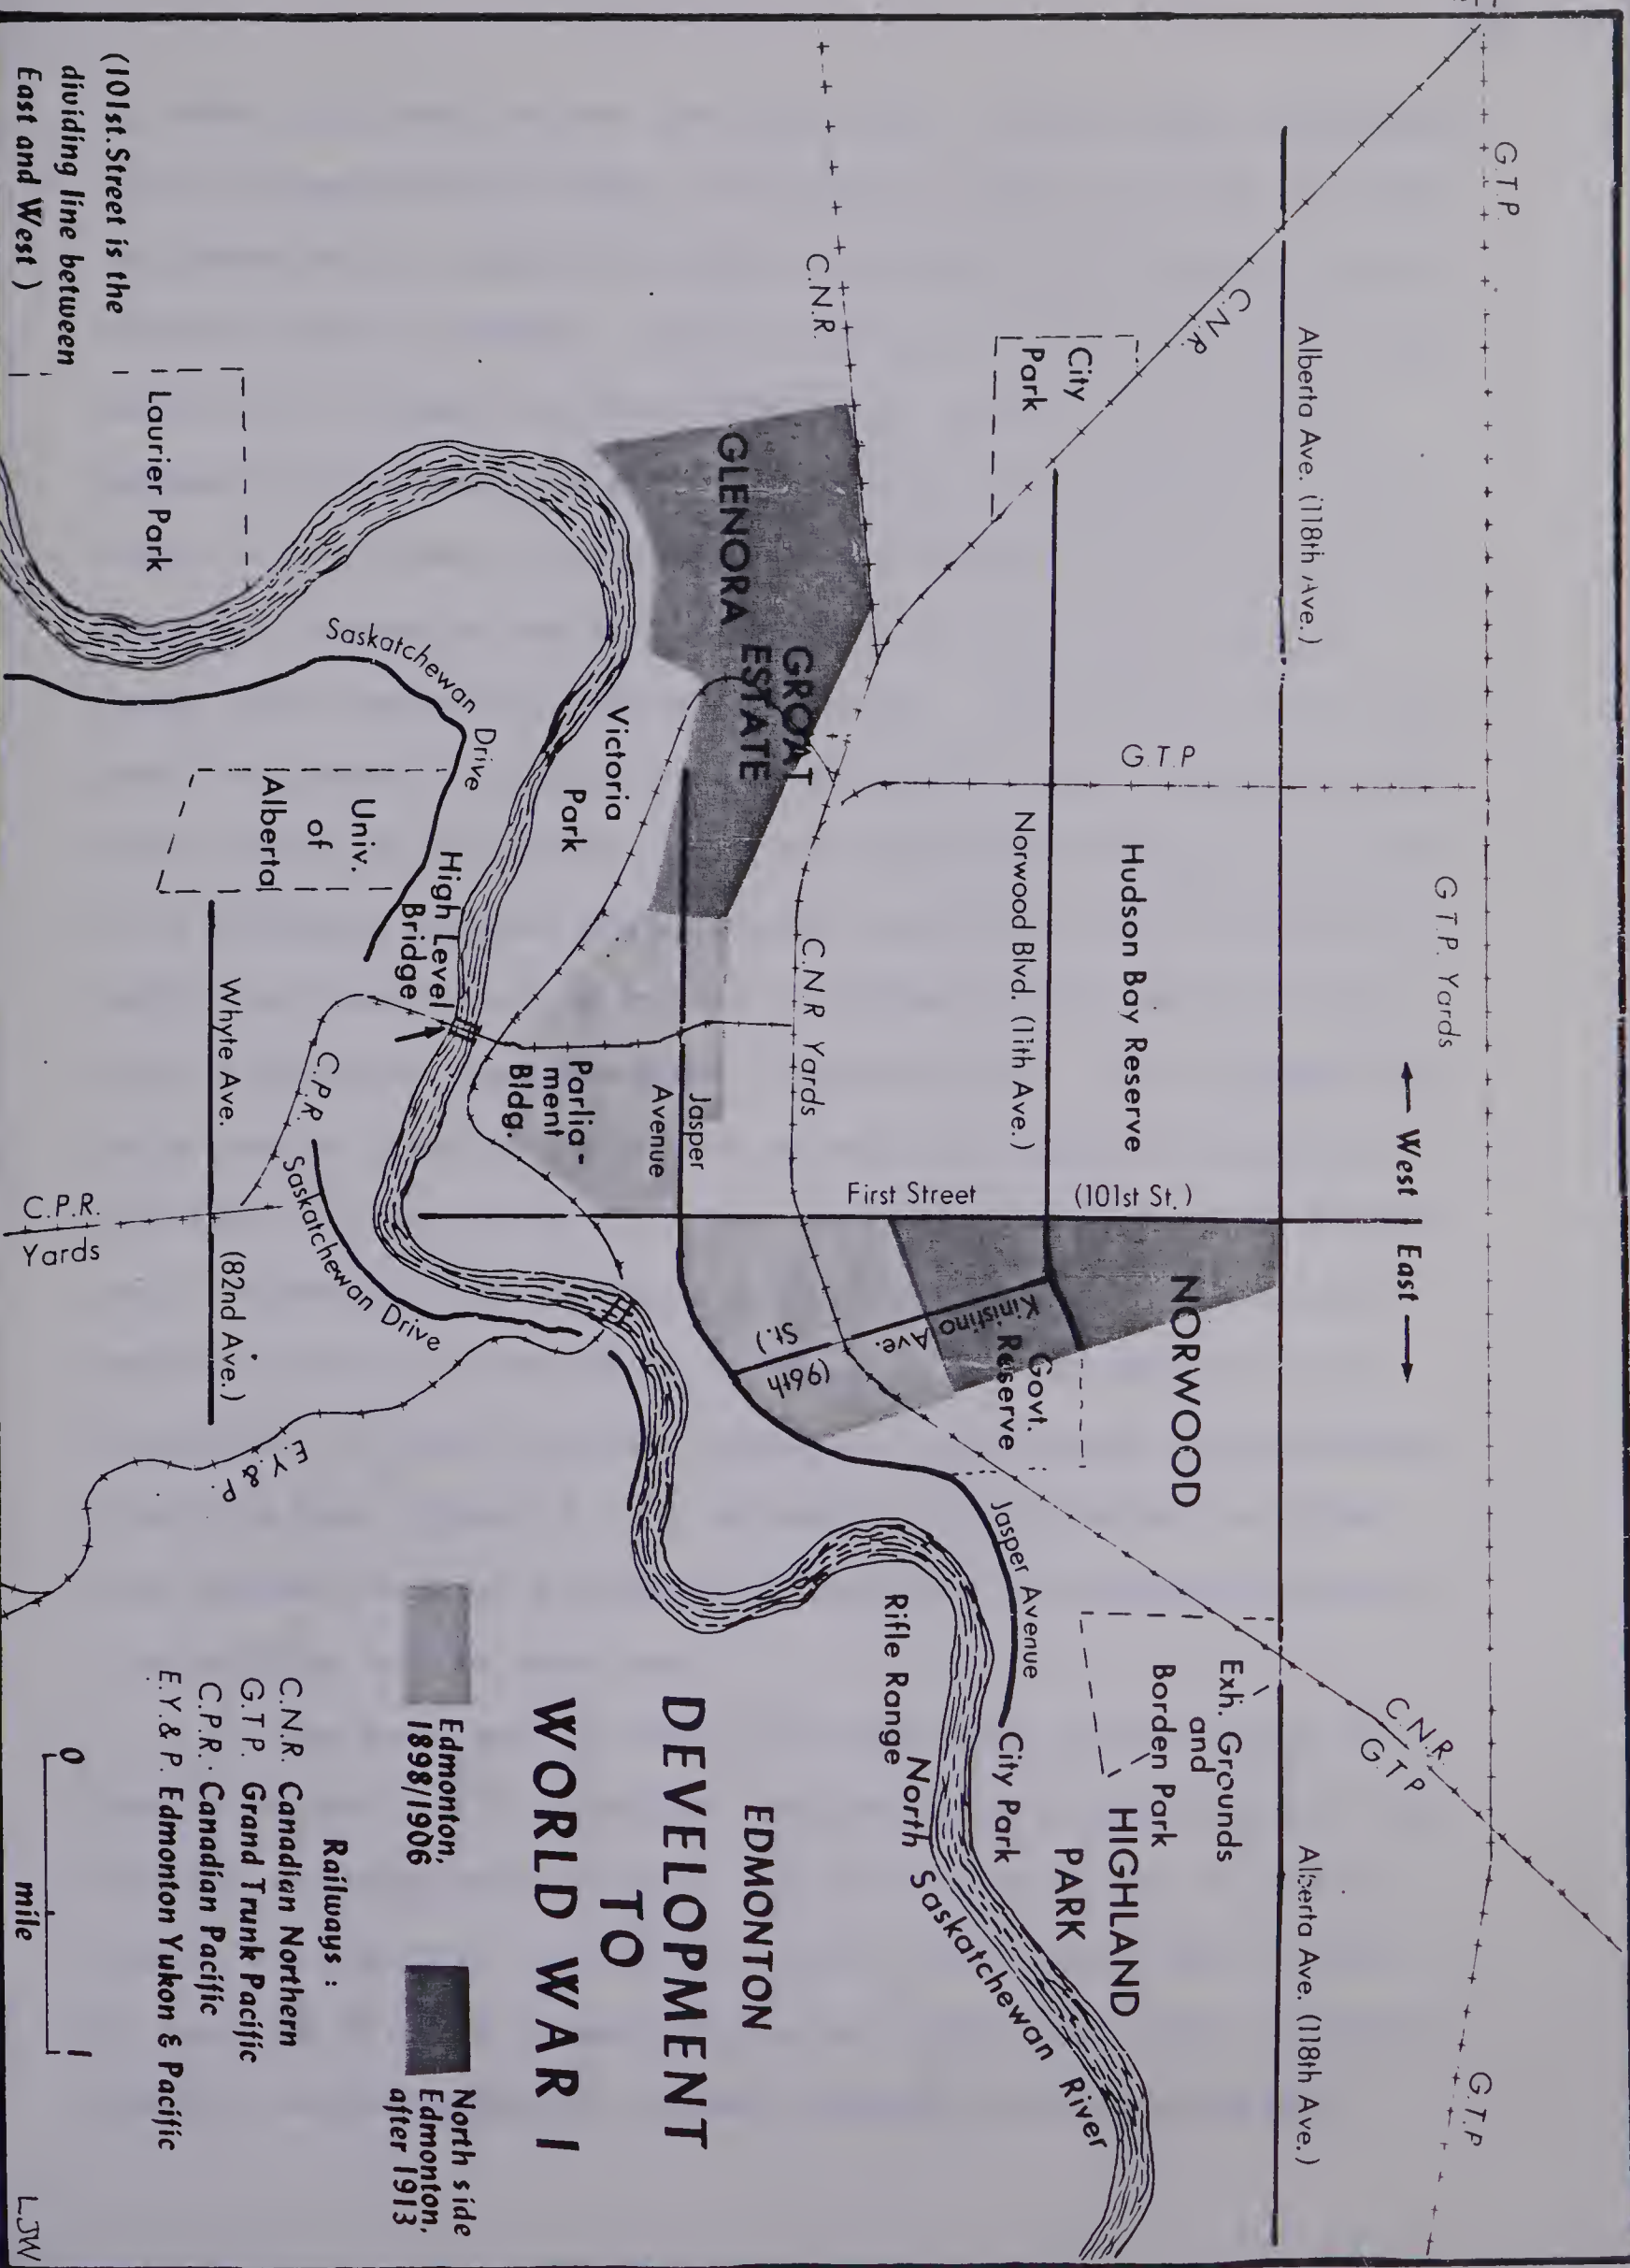 G.T.P.
G.T.P. Yards
G.T.P
Alberta Ave. (118th Ave.)
Alberta Ave. (118th Ave.)
← West | East →
C.N.R.
G.T.P
C.N.R.
City
Park
G.T.P
Hudson Bay Reserve
Norwood Blvd. (11th Ave.)
First Street
(101st St.)
NORWOOD
Govt.
Reserve
Kinistino
Ave.
(96th
St.)
Exh. Grounds
and
Borden Park
HIGHLAND
PARK
C.N.R.
C.N.R Yards
GLENORA
GROAT
ESTATE
Jasper
Avenue
Jasper Avenue
City Park
Rifle Range
North Saskatchewan River
Victoria
Park
Parlia-
ment
Bldg.
High Level
Bridge
Saskatchewan Drive
Univ.
of
Alberta
Laurier Park
Whyte Ave.
(82nd Ave.)
C.P.R.
Saskatchewan Drive
C.P.R.
Yards
E.Y.& P.
(101st.Street is the
dividing line between
East and West )
EDMONTON
DEVELOPMENT
TO
WORLD WAR I
Edmonton,
1898/1906
North side
Edmonton,
after 1913
Railways :
C.N.R. Canadian Northern
G.T.P. Grand Trunk Pacific
C.P.R. Canadian Pacific
E.Y.& P. Edmonton Yukon & Pacific
0 1
mile
LJW